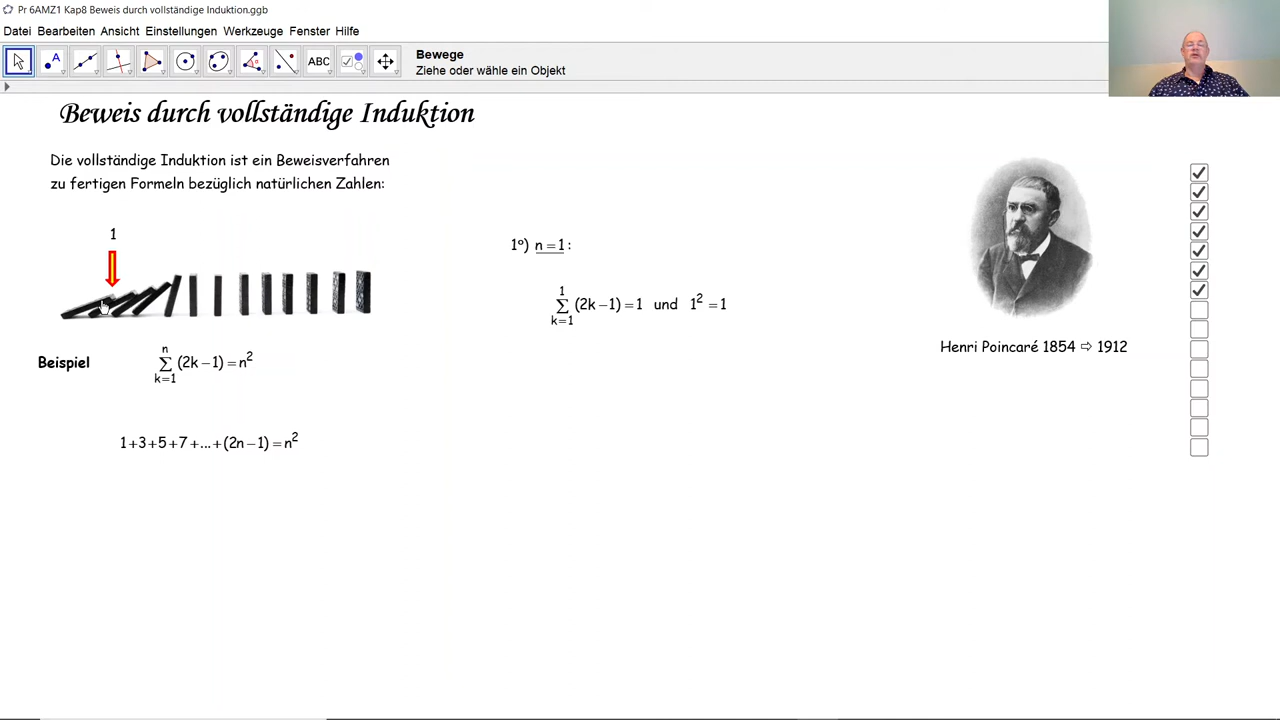 Pr 6AMZ1 Kap8 Beweis durch vollständige Induktion.ggb
Datei Bearbeiten Ansicht Einstellungen Werkzeuge Fenster Hilfe
A
ABC
Bewege
Ziehe oder wähle ein Objekt
Beweis durch vollständige Induktion
Die vollständige Induktion ist ein Beweisverfahren
zu fertigen Formeln bezüglich natürlichen Zahlen:
1
Beispiel
n
∑ (2k−1) = n²
k=1
1+3+5+7+...+(2n−1) = n²
1°) n=1:
1
∑ (2k−1) = 1 und 1² = 1
k=1
Henri Poincaré 1854 ⇨ 1912